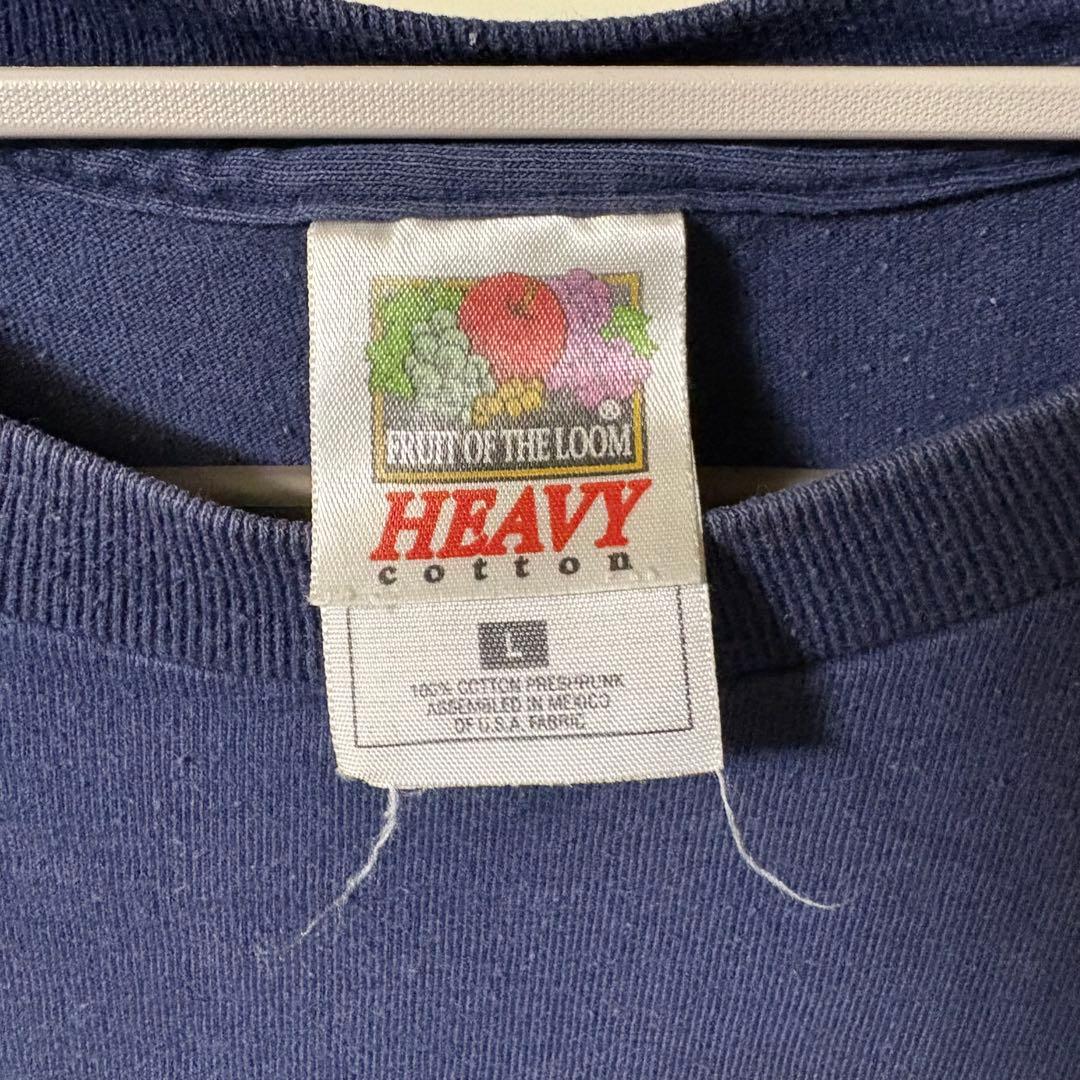 ®
FRUIT OF THE LOOM
HEAVY
cotton
L
100% COTTON PRESHRUNK
ASSEMBLED IN MEXICO
OF U.S.A. FABRIC